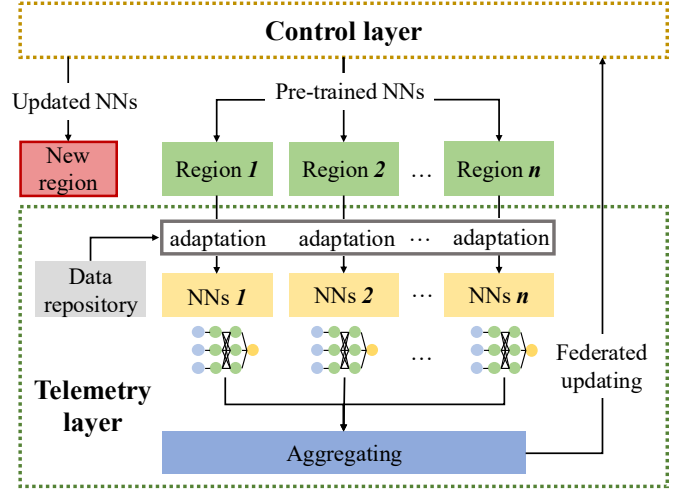 Control layer
Updated NNs
Pre-trained NNs
New
region
Region 1
Region 2
...
Region n
adaptation
adaptation
...
adaptation
Data
repository
NNs 1
NNs 2
...
NNs n
...
Federated
updating
Telemetry
layer
Aggregating